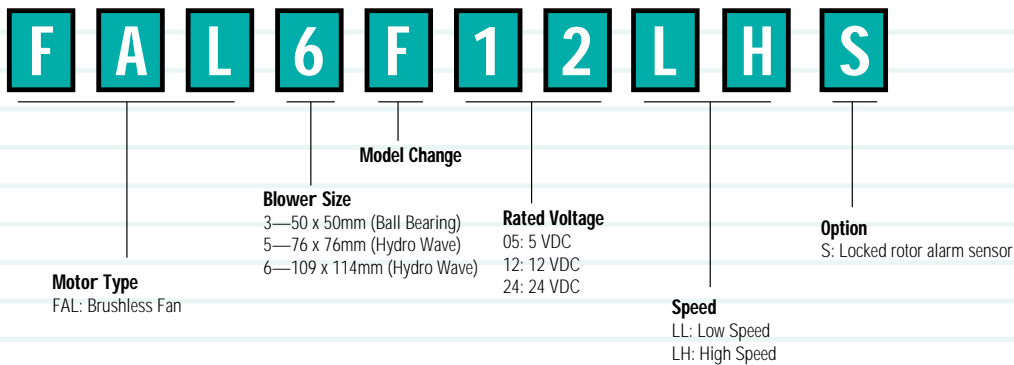 F A L 6 F 1 2 L H S
Model Change
Blower Size
3—50 x 50mm (Ball Bearing)
5—76 x 76mm (Hydro Wave)
6—109 x 114mm (Hydro Wave)
Rated Voltage
05: 5 VDC
12: 12 VDC
24: 24 VDC
Option
S: Locked rotor alarm sensor
Motor Type
FAL: Brushless Fan
Speed
LL: Low Speed
LH: High Speed